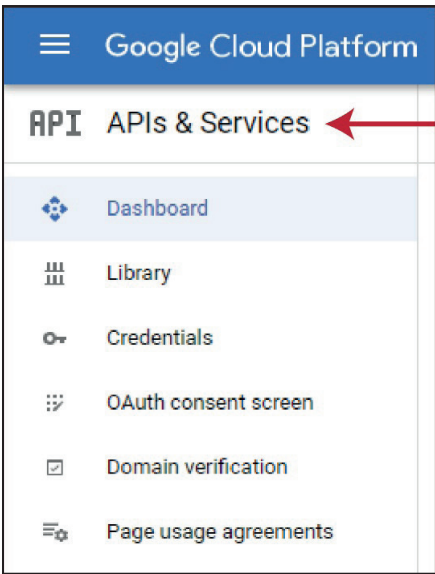 Google Cloud Platform
API APIs & Services
Dashboard
Library
Credentials
OAuth consent screen
Domain verification
Page usage agreements